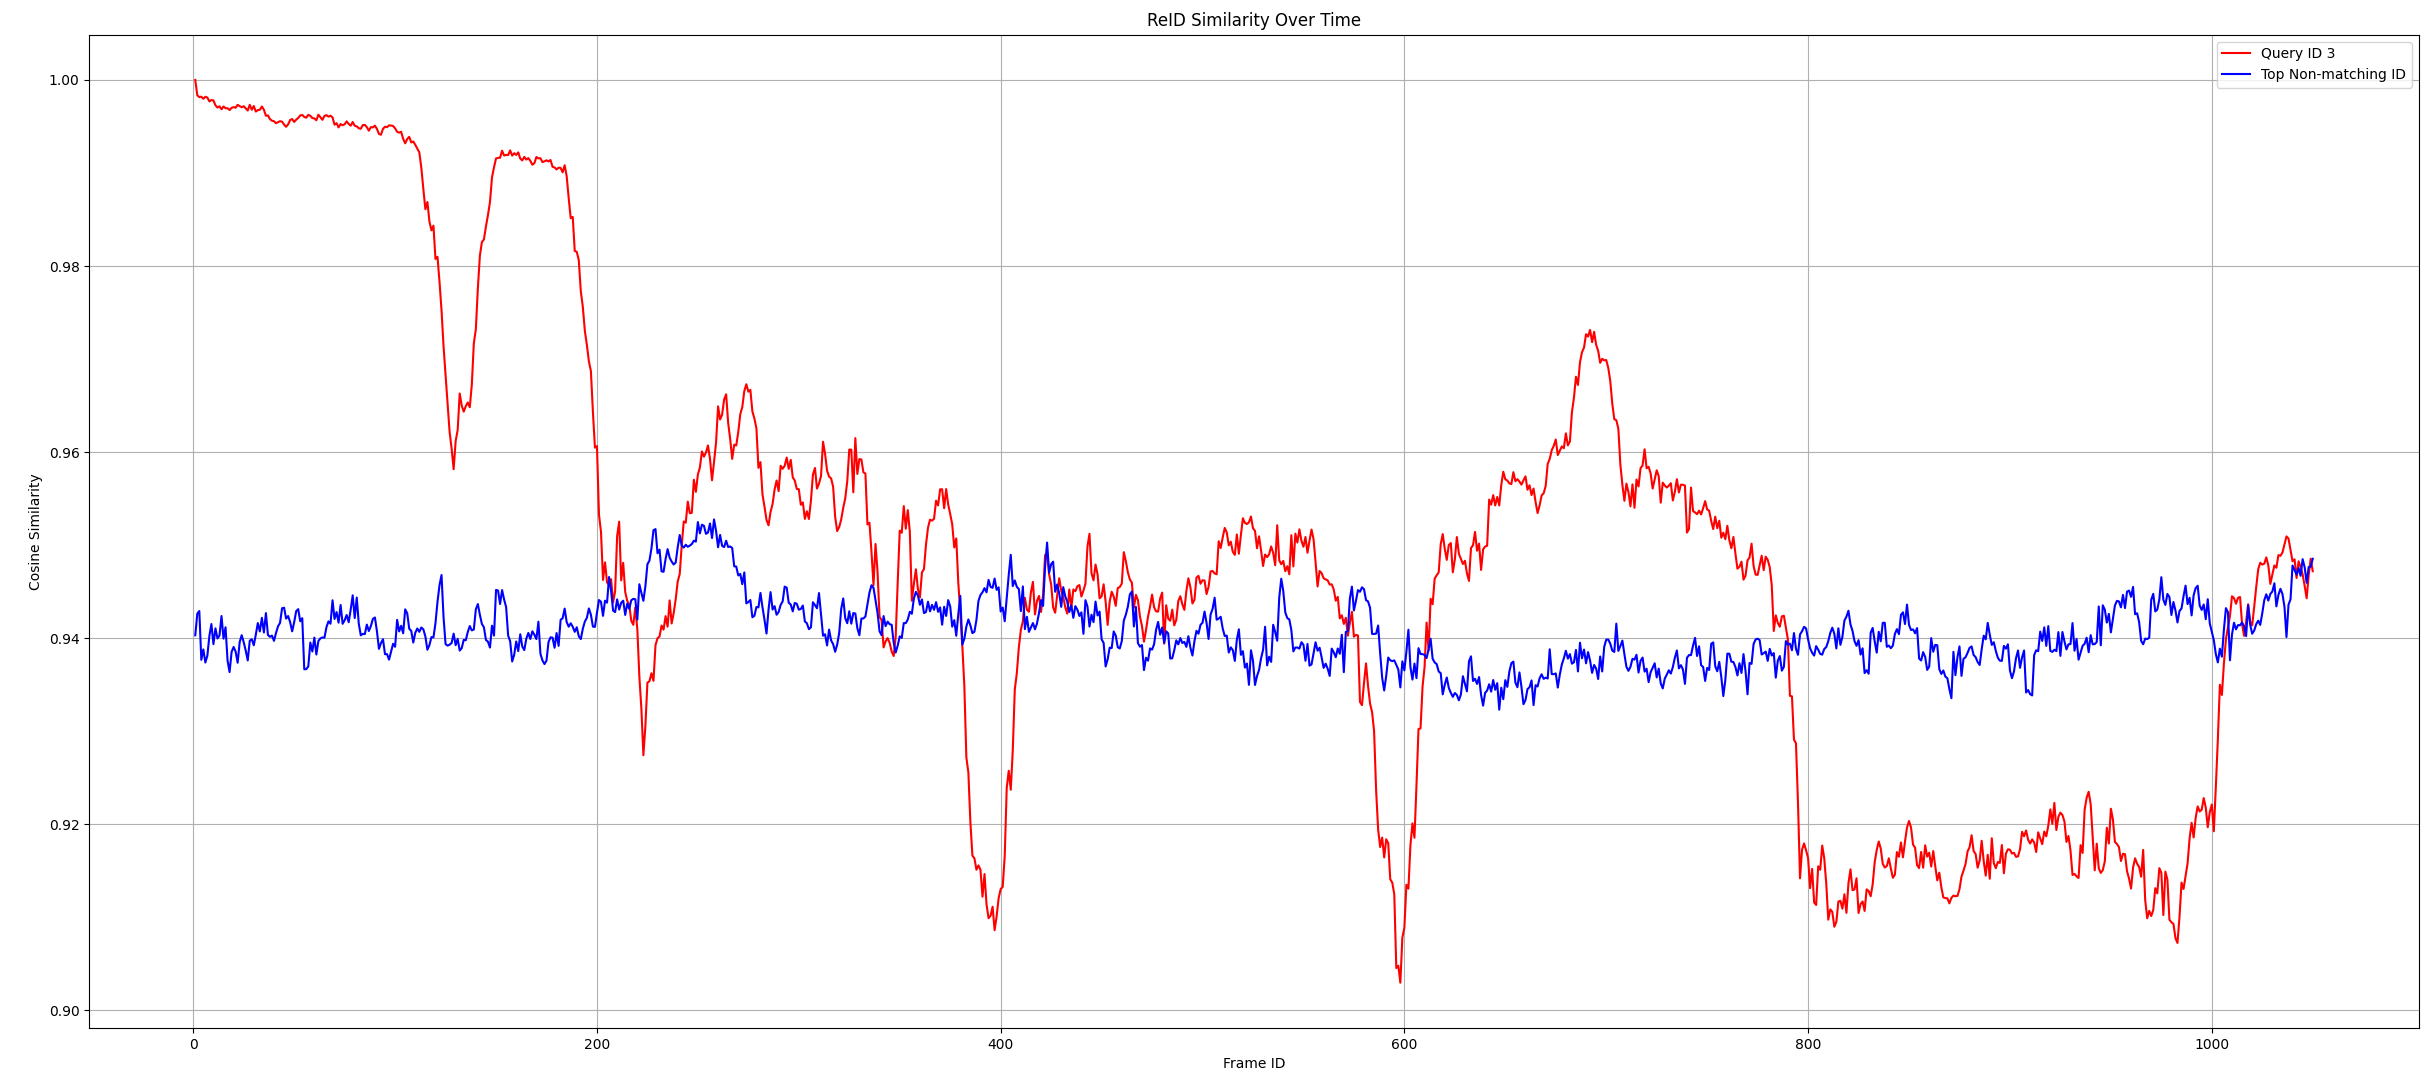 ReID Similarity Over Time
Query ID 3
Top Non-matching ID
1.00
0.98
0.96
0.94
0.92
0.90
Cosine Similarity
0 200 400 600 800 1000
Frame ID